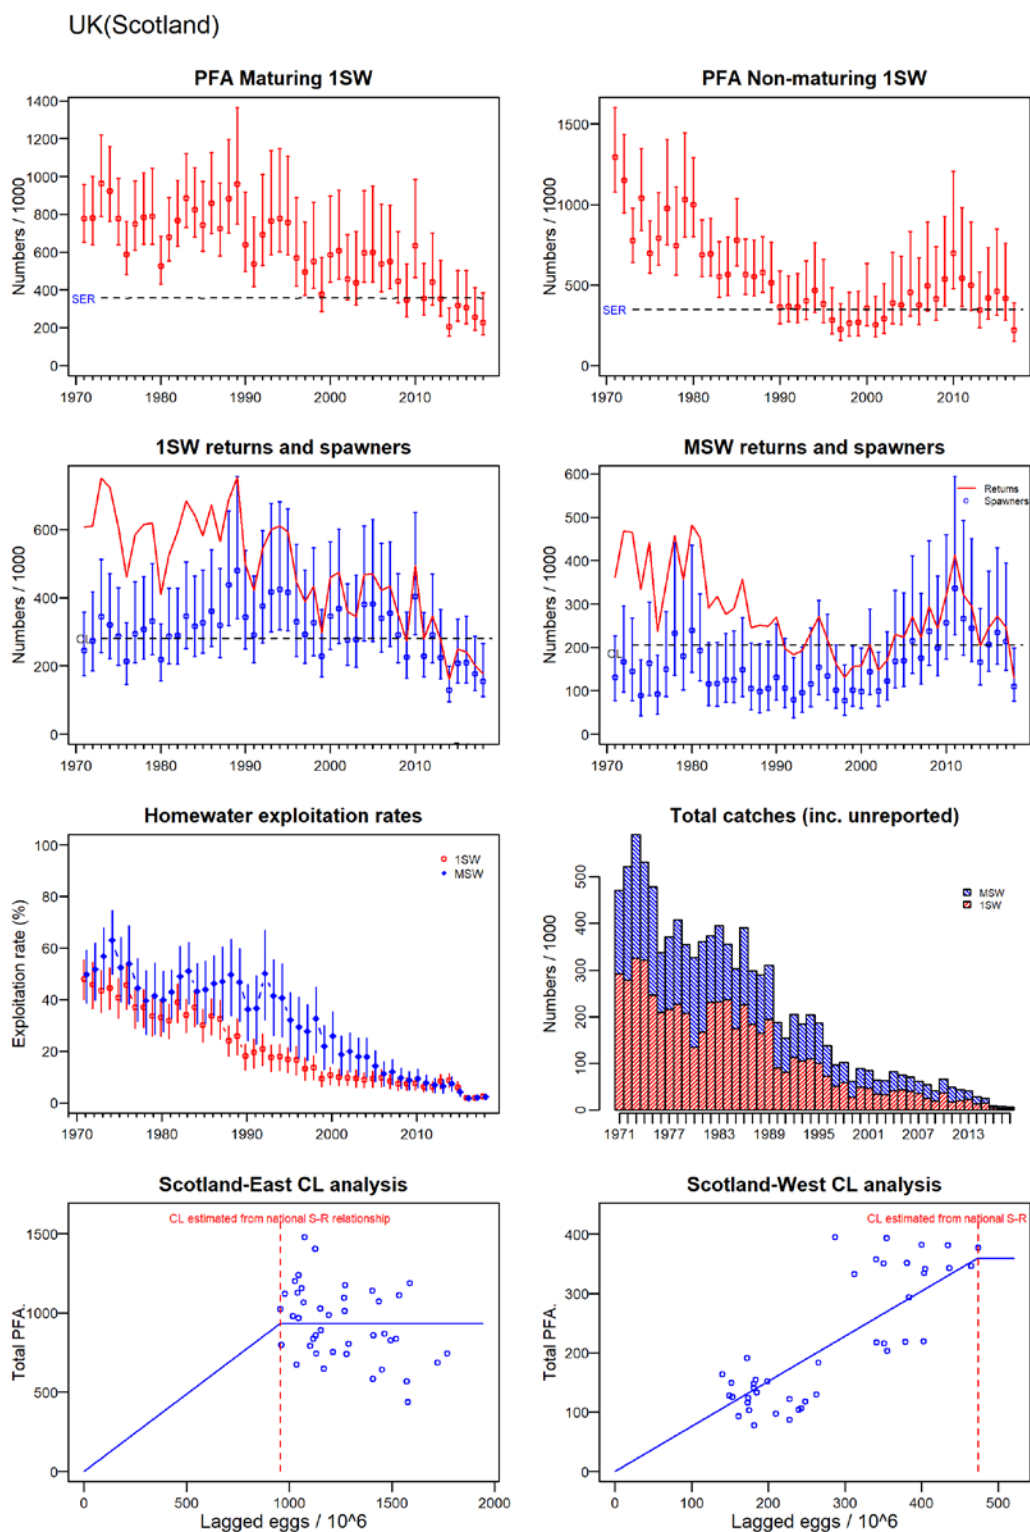 UK(Scotland)
PFA Maturing 1SW
Numbers / 1000
1400
1200
1000
800
600
400
200
0
SER
1970 1980 1990 2000 2010
PFA Non-maturing 1SW
Numbers / 1000
1500
1000
500
0
SER
1970 1980 1990 2000 2010
1SW returns and spawners
Numbers / 1000
600
400
200
0
CL
1970 1980 1990 2000 2010
MSW returns and spawners
Numbers / 1000
600
500
400
300
200
100
0
CL
Returns
Spawners
1970 1980 1990 2000 2010
Homewater exploitation rates
Exploitation rate (%)
100
80
60
40
20
0
1SW
MSW
1970 1980 1990 2000 2010
Total catches (inc. unreported)
Numbers / 1000
500
400
300
200
100
0
MSW
1SW
1971 1977 1983 1989 1995 2001 2007 2013
Scotland-East CL analysis
CL estimated from national S-R relationship
Total PFA.
1500
1000
500
0
0 500 1000 1500 2000
Lagged eggs / 10^6
Scotland-West CL analysis
CL estimated from national S-R
Total PFA.
400
300
200
100
0
0 100 200 300 400 500
Lagged eggs / 10^6